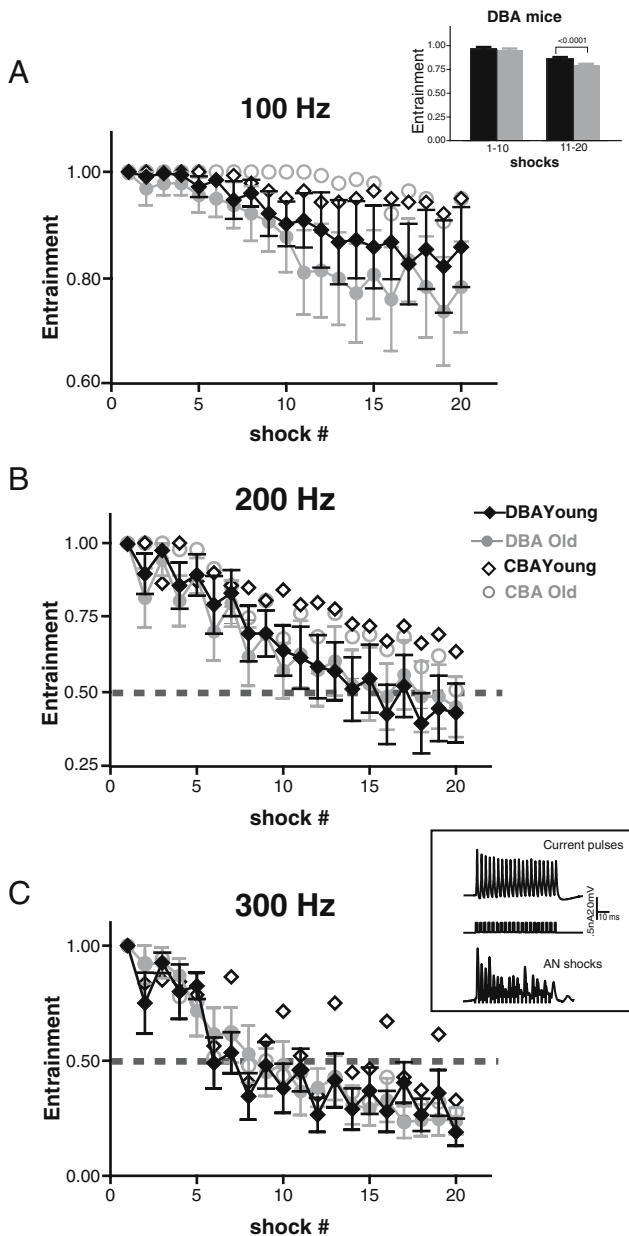 DBA mice
Entrainment
1.00
0.75
0.50
0.25
0.00
<0.0001
1-10
11-20
shocks
A
100 Hz
Entrainment
1.00
0.80
0.60
0
5
10
15
20
shock #
B
200 Hz
Entrainment
1.00
0.75
0.50
0.25
0
5
10
15
20
shock #
DBAYoung
DBA Old
CBAYoung
CBA Old
C
300 Hz
Entrainment
1.00
0.50
0.00
0
5
10
15
20
shock #
Current pulses
.5nA20mV
10 ms
AN shocks